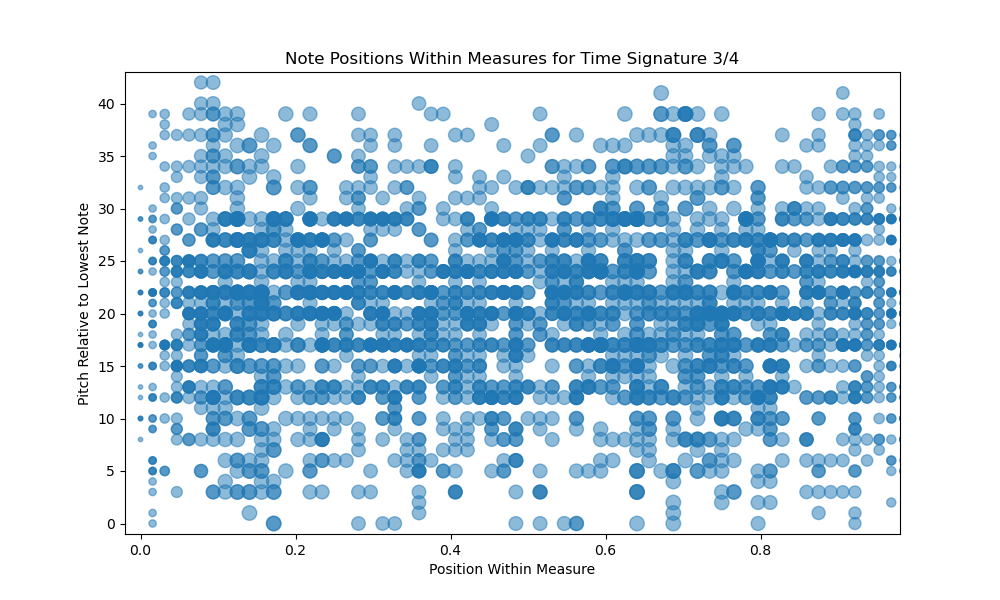 Note Positions Within Measures for Time Signature 3/4
40
35
30
25
20
15
10
5
0
Pitch Relative to Lowest Note
0.0 0.2 0.4 0.6 0.8
Position Within Measure